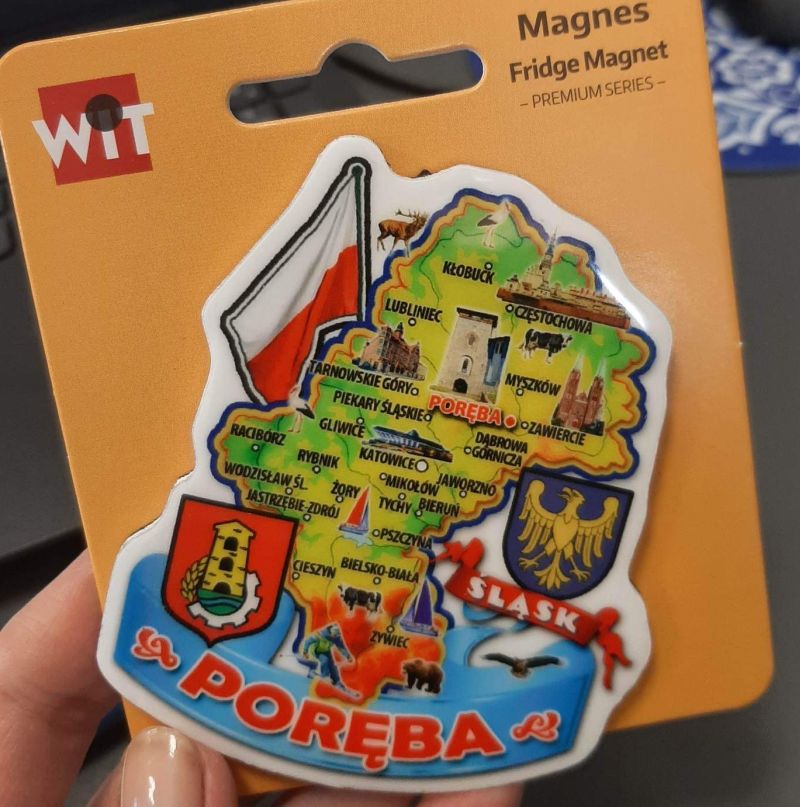 Magnes
Fridge Magnet
– PREMIUM SERIES –
WIT
KŁOBUCK
LUBLINIEC
CZĘSTOCHOWA
TARNOWSKIE GÓRY
MYSZKÓW
PIEKARY ŚLĄSKIE
PORĘBA
ZAWIERCIE
GLIWICE
RACIBÓRZ
DĄBROWA
GÓRNICZA
KATOWICE
RYBNIK
WODZISŁAW ŚL.
ŻORY
MIKOŁÓW
JAWORZNO
JASTRZĘBIE-ZDRÓJ
TYCHY
BIERUŃ
PSZCZYNA
CIESZYN
BIELSKO-BIAŁA
ŚLĄSK
ŻYWIEC
PORĘBA